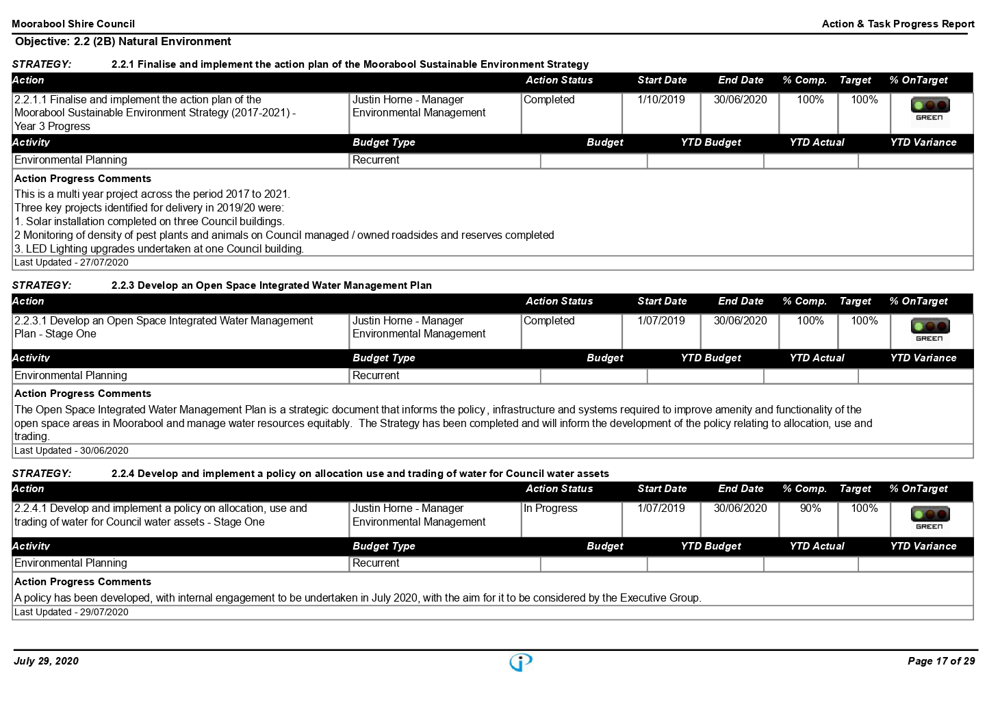 Moorabool Shire Council Action & Task Progress Report
Objective: 2.2 (2B) Natural Environment
STRATEGY: 2.2.1 Finalise and implement the action plan of the Moorabool Sustainable Environment Strategy
Action Action Status Start Date End Date % Comp. Target % OnTarget
2.2.1.1 Finalise and implement the action plan of the Justin Horne - Manager Completed 1/10/2019 30/06/2020 100% 100%
Moorabool Sustainable Environment Strategy (2017-2021) - Environmental Management GREEN
Year 3 Progress
Activity Budget Type Budget YTD Budget YTD Actual YTD Variance
Environmental Planning Recurrent
Action Progress Comments
This is a multi year project across the period 2017 to 2021.
Three key projects identified for delivery in 2019/20 were:
1. Solar installation completed on three Council buildings.
2 Monitoring of density of pest plants and animals on Council managed / owned roadsides and reserves completed
3. LED Lighting upgrades undertaken at one Council building.
Last Updated - 27/07/2020
STRATEGY: 2.2.3 Develop an Open Space Integrated Water Management Plan
Action Action Status Start Date End Date % Comp. Target % OnTarget
2.2.3.1 Develop an Open Space Integrated Water Management Justin Horne - Manager Completed 1/07/2019 30/06/2020 100% 100%
Plan - Stage One Environmental Management GREEN
Activity Budget Type Budget YTD Budget YTD Actual YTD Variance
Environmental Planning Recurrent
Action Progress Comments
The Open Space Integrated Water Management Plan is a strategic document that informs the policy, infrastructure and systems required to improve amenity and functionality of the
open space areas in Moorabool and manage water resources equitably. The Strategy has been completed and will inform the development of the policy relating to allocation, use and
trading.
Last Updated - 30/06/2020
STRATEGY: 2.2.4 Develop and implement a policy on allocation use and trading of water for Council water assets
Action Action Status Start Date End Date % Comp. Target % OnTarget
2.2.4.1 Develop and implement a policy on allocation, use and Justin Horne - Manager In Progress 1/07/2019 30/06/2020 90% 100%
trading of water for Council water assets - Stage One Environmental Management GREEN
Activity Budget Type Budget YTD Budget YTD Actual YTD Variance
Environmental Planning Recurrent
Action Progress Comments
A policy has been developed, with internal engagement to be undertaken in July 2020, with the aim for it to be considered by the Executive Group.
Last Updated - 29/07/2020
July 29, 2020 Page 17 of 29